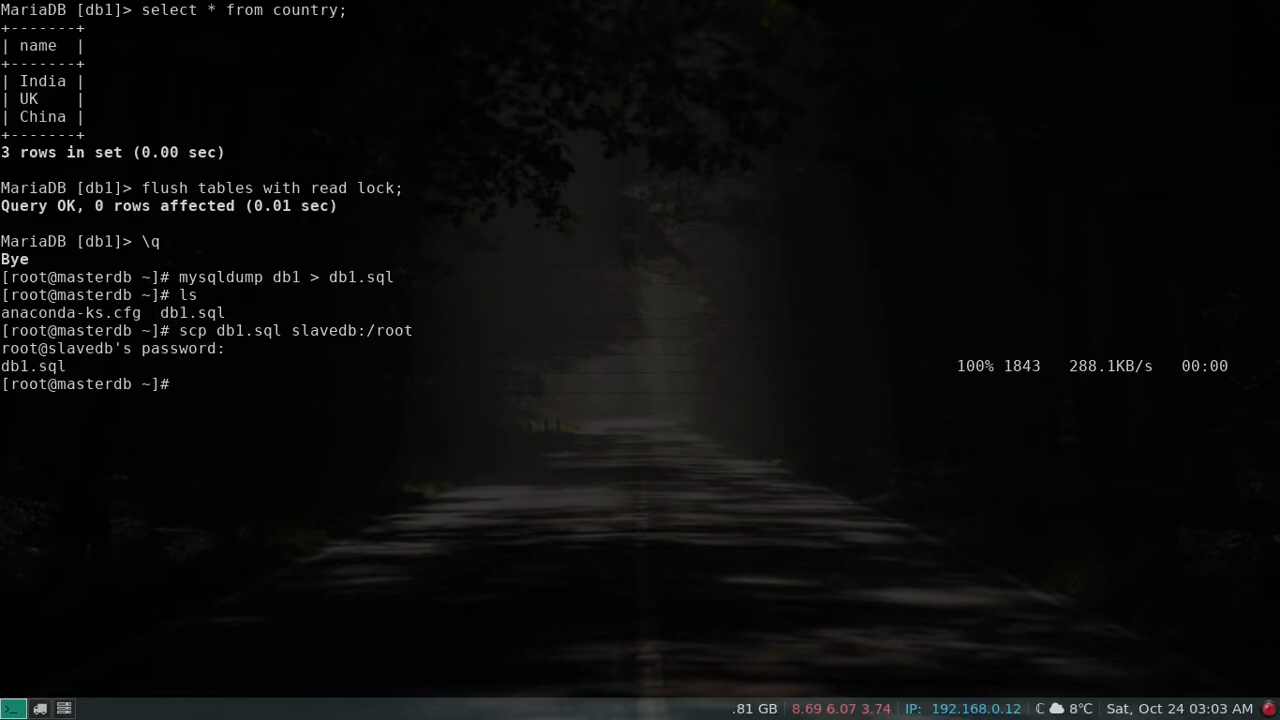 MariaDB [db1]> select * from country;
+-------+
| name  |
+-------+
| India |
| UK    |
| China |
+-------+
3 rows in set (0.00 sec)
MariaDB [db1]> flush tables with read lock;
Query OK, 0 rows affected (0.01 sec)
MariaDB [db1]> \q
Bye
[root@masterdb ~]# mysqldump db1 > db1.sql
[root@masterdb ~]# ls
anaconda-ks.cfg  db1.sql
[root@masterdb ~]# scp db1.sql slavedb:/root
root@slavedb's password:
db1.sql 100% 1843 288.1KB/s 00:00
[root@masterdb ~]#
.81 GB 8.69 6.07 3.74 IP: 192.168.0.12 8℃ Sat, Oct 24 03:03 AM